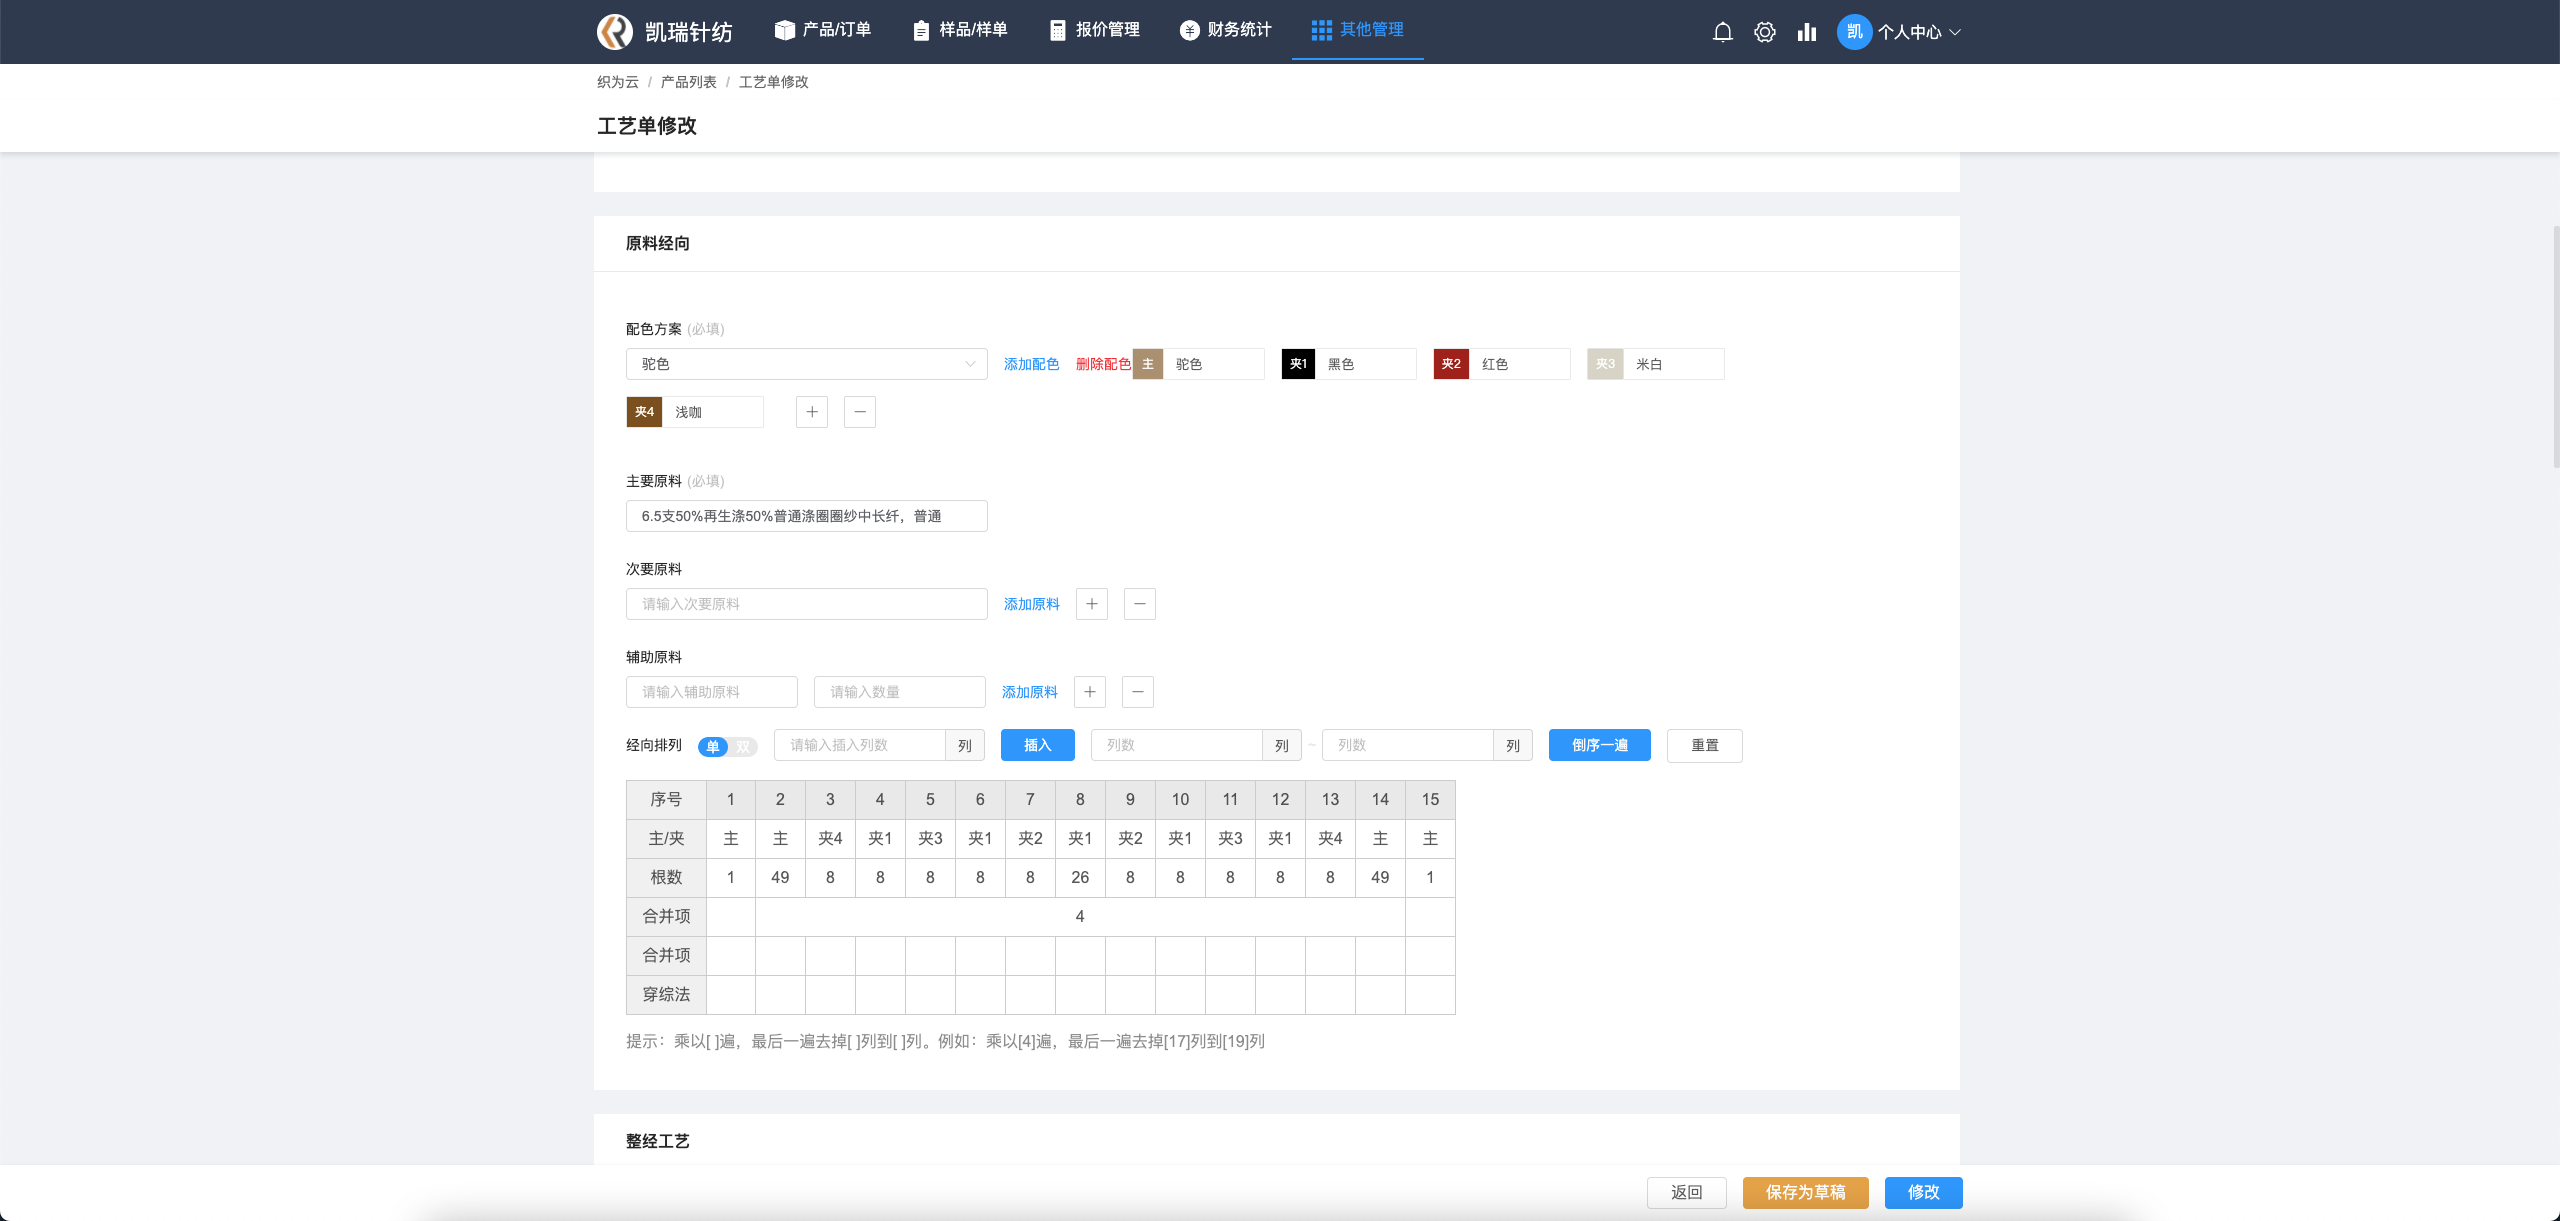 凯瑞针纺 产品/订单 样品/样单 报价管理 财务统计 其他管理 凯 个人中心
织为云 / 产品列表 / 工艺单修改
工艺单修改
原料经向
配色方案 (必填)
驼色 添加配色 删除配色 主 驼色 夹1 黑色 夹2 红色 夹3 米白
夹4 浅咖
主要原料 (必填)
6.5支50%再生涤50%普通涤圈圈纱中长纤，普通
次要原料
请输入次要原料 添加原料
辅助原料
请输入辅助原料 请输入数量 添加原料
经向排列 单 双 请输入插入列数 列 插入 列数 列 ~ 列数 列 倒序一遍 重置
序号 1 2 3 4 5 6 7 8 9 10 11 12 13 14 15
主/夹 主 主 夹4 夹1 夹3 夹1 夹2 夹1 夹2 夹1 夹3 夹1 夹4 主 主
根数 1 49 8 8 8 8 8 26 8 8 8 8 8 49 1
合并项 4
合并项
穿综法
提示：乘以[ ]遍，最后一遍去掉[ ]列到[ ]列。例如：乘以[4]遍，最后一遍去掉[17]列到[19]列
整经工艺
返回 保存为草稿 修改